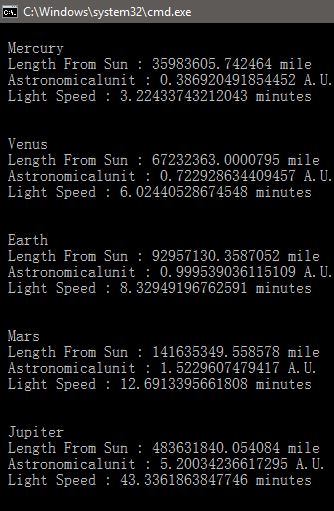 C:\Windows\system32\cmd.exe
Mercury
Length From Sun : 35983605.742464 mile
Astronomicalunit : 0.386920491854452 A.U.
Light Speed : 3.22433743212043 minutes
Venus
Length From Sun : 67232363.0000795 mile
Astronomicalunit : 0.722928634409457 A.U.
Light Speed : 6.02440528674548 minutes
Earth
Length From Sun : 92957130.3587052 mile
Astronomicalunit : 0.999539036115109 A.U.
Light Speed : 8.32949196762591 minutes
Mars
Length From Sun : 141635349.558578 mile
Astronomicalunit : 1.5229607479417 A.U.
Light Speed : 12.6913395661808 minutes
Jupiter
Length From Sun : 483631840.054084 mile
Astronomicalunit : 5.20034236617295 A.U.
Light Speed : 43.3361863847746 minutes